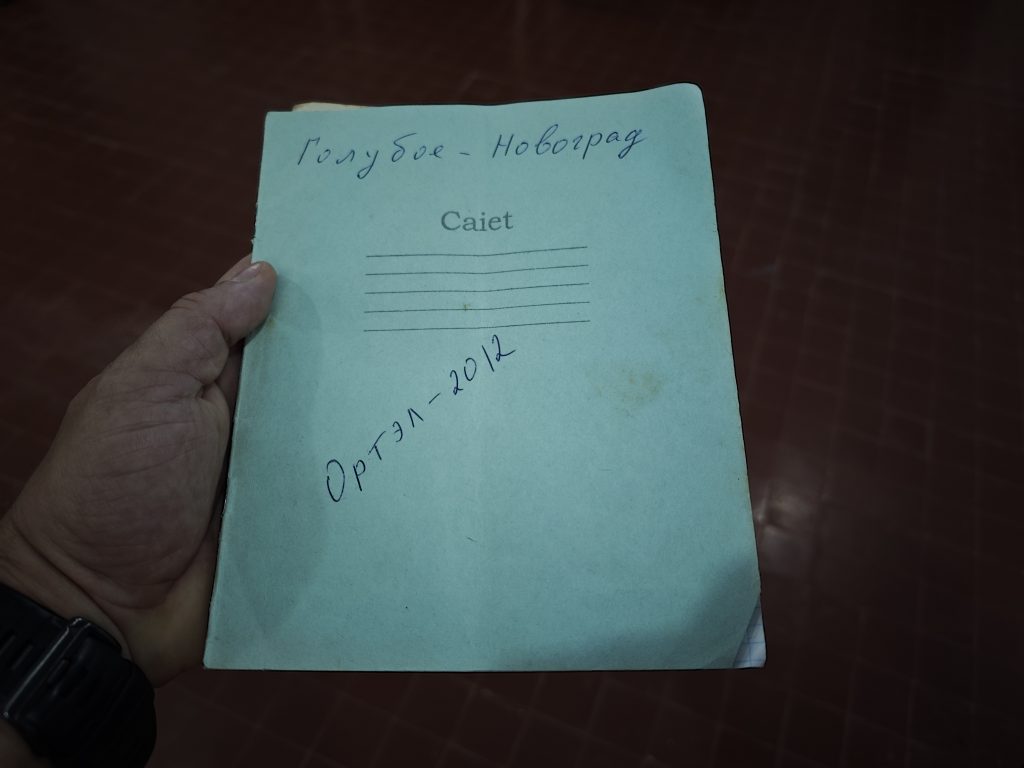 Голубое - Новоград
Caiet
Ортэл - 2012